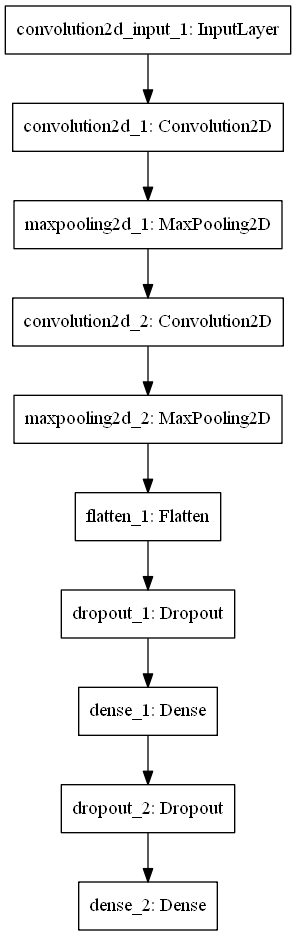 convolution2d_input_1: InputLayer
convolution2d_1: Convolution2D
maxpooling2d_1: MaxPooling2D
convolution2d_2: Convolution2D
maxpooling2d_2: MaxPooling2D
flatten_1: Flatten
dropout_1: Dropout
dense_1: Dense
dropout_2: Dropout
dense_2: Dense